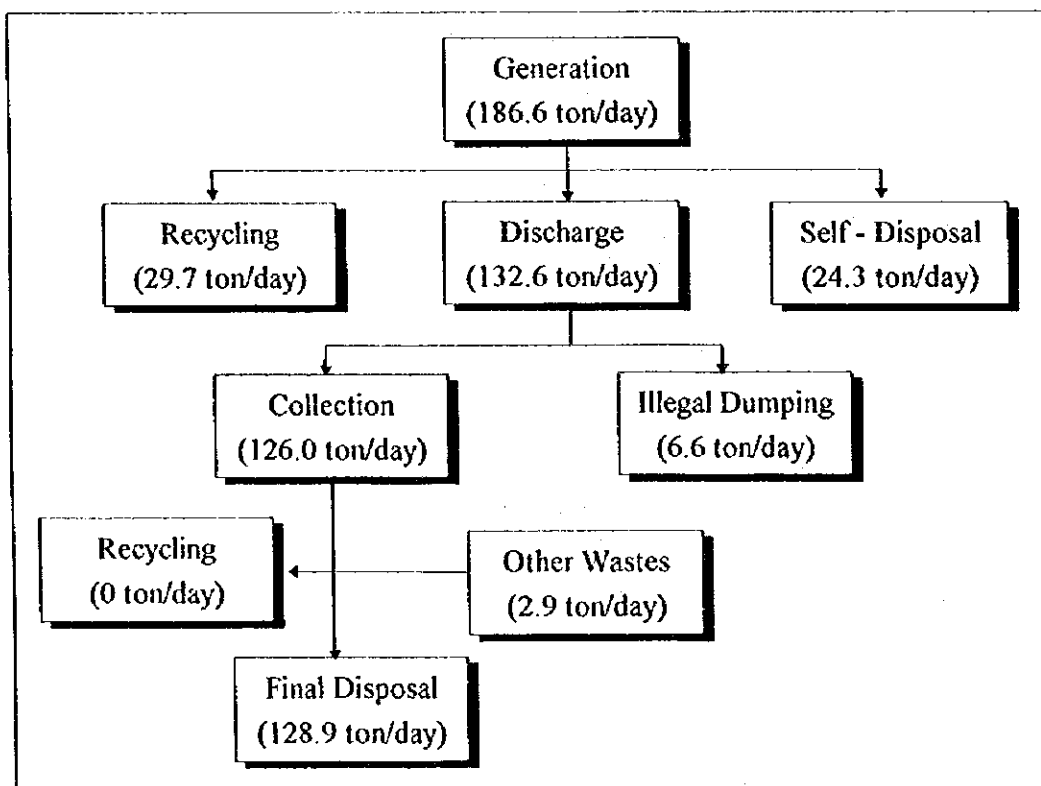 Generation
(186.6 ton/day)
Recycling
(29.7 ton/day)
Discharge
(132.6 ton/day)
Self - Disposal
(24.3 ton/day)
Collection
(126.0 ton/day)
Illegal Dumping
(6.6 ton/day)
Recycling
(0 ton/day)
Other Wastes
(2.9 ton/day)
Final Disposal
(128.9 ton/day)